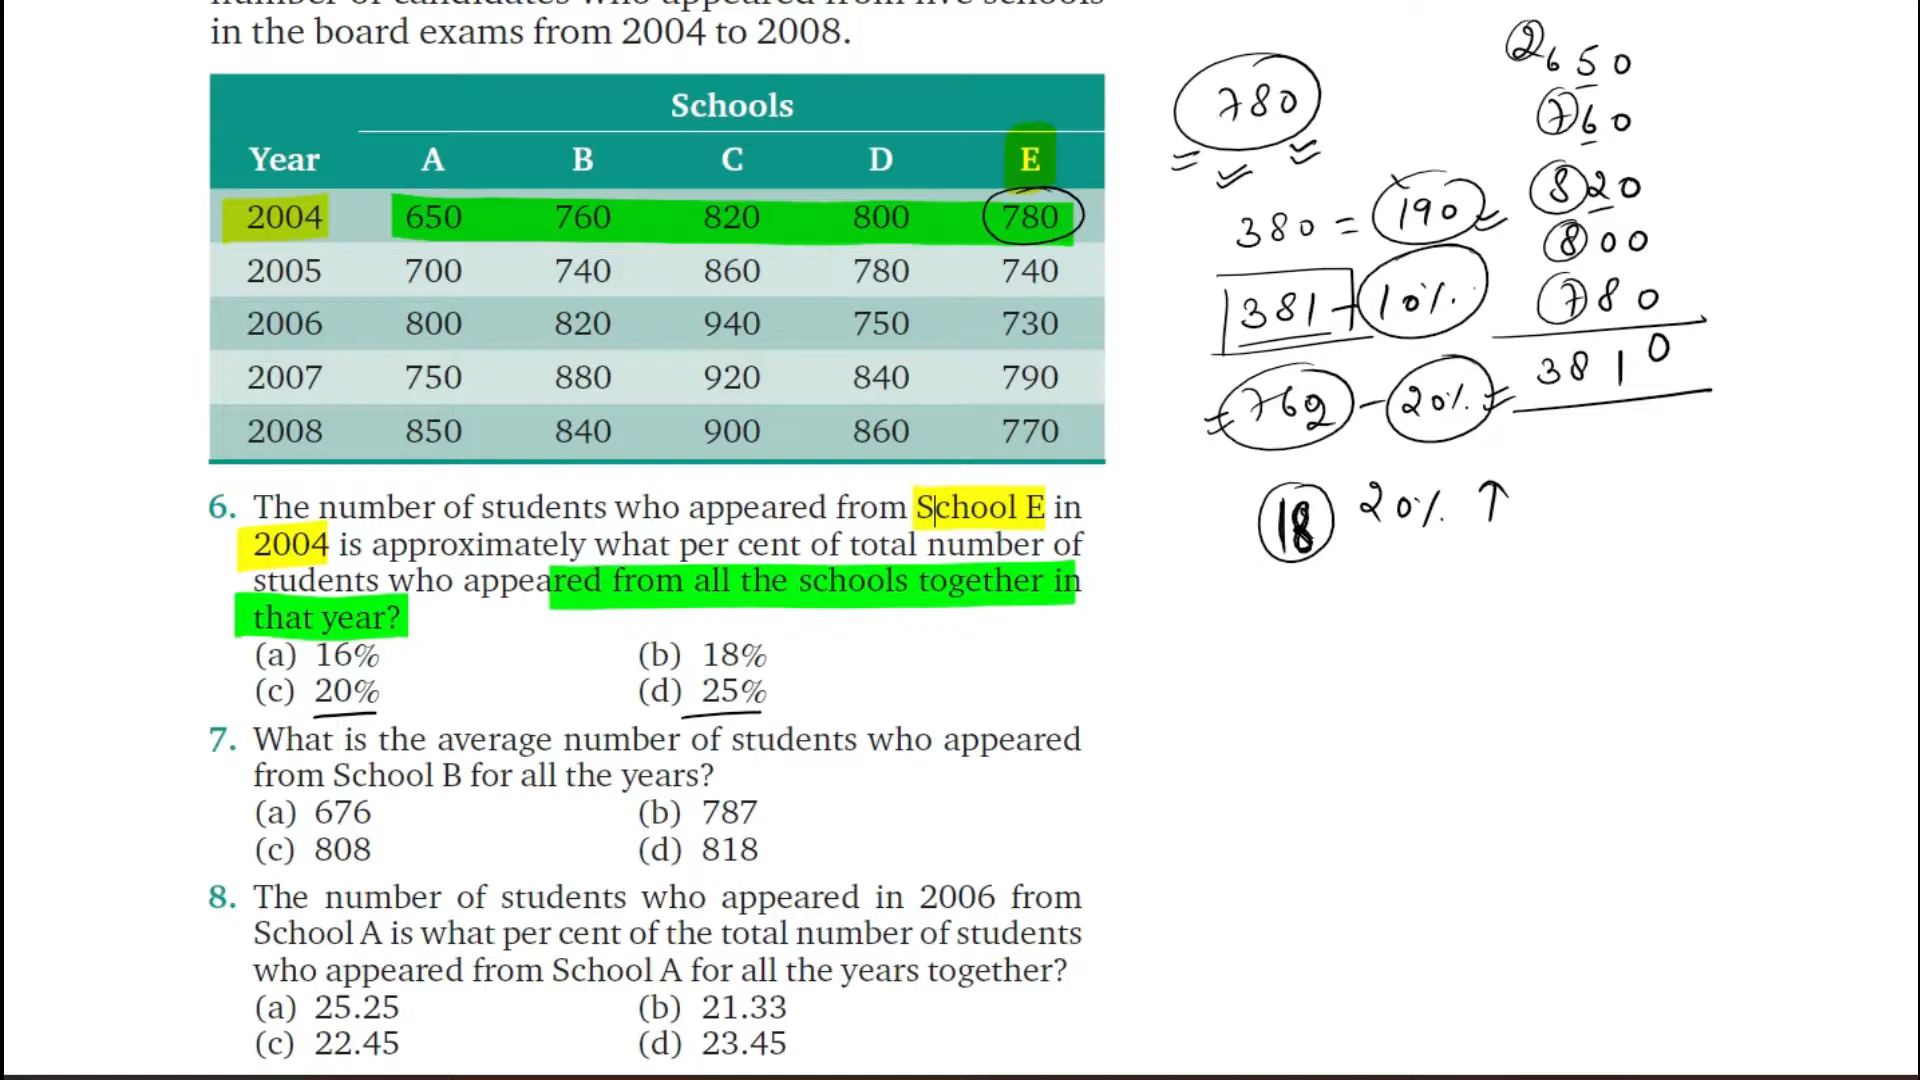 in the board exams from 2004 to 2008.
Schools
Year A B C D E
2004 650 760 820 800 780
2005 700 740 860 780 740
2006 800 820 940 750 730
2007 750 880 920 840 790
2008 850 840 900 860 770
6. The number of students who appeared from School E in
2004 is approximately what per cent of total number of
students who appeared from all the schools together in
that year?
(a) 16% (b) 18%
(c) 20% (d) 25%
7. What is the average number of students who appeared
from School B for all the years?
(a) 676 (b) 787
(c) 808 (d) 818
8. The number of students who appeared in 2006 from
School A is what per cent of the total number of students
who appeared from School A for all the years together?
(a) 25.25 (b) 21.33
(c) 22.45 (d) 23.45
780
380 = 190
381 - 10%
= 762 - 20% =
18 20% ↑
2
650
760
820
800
780
3810